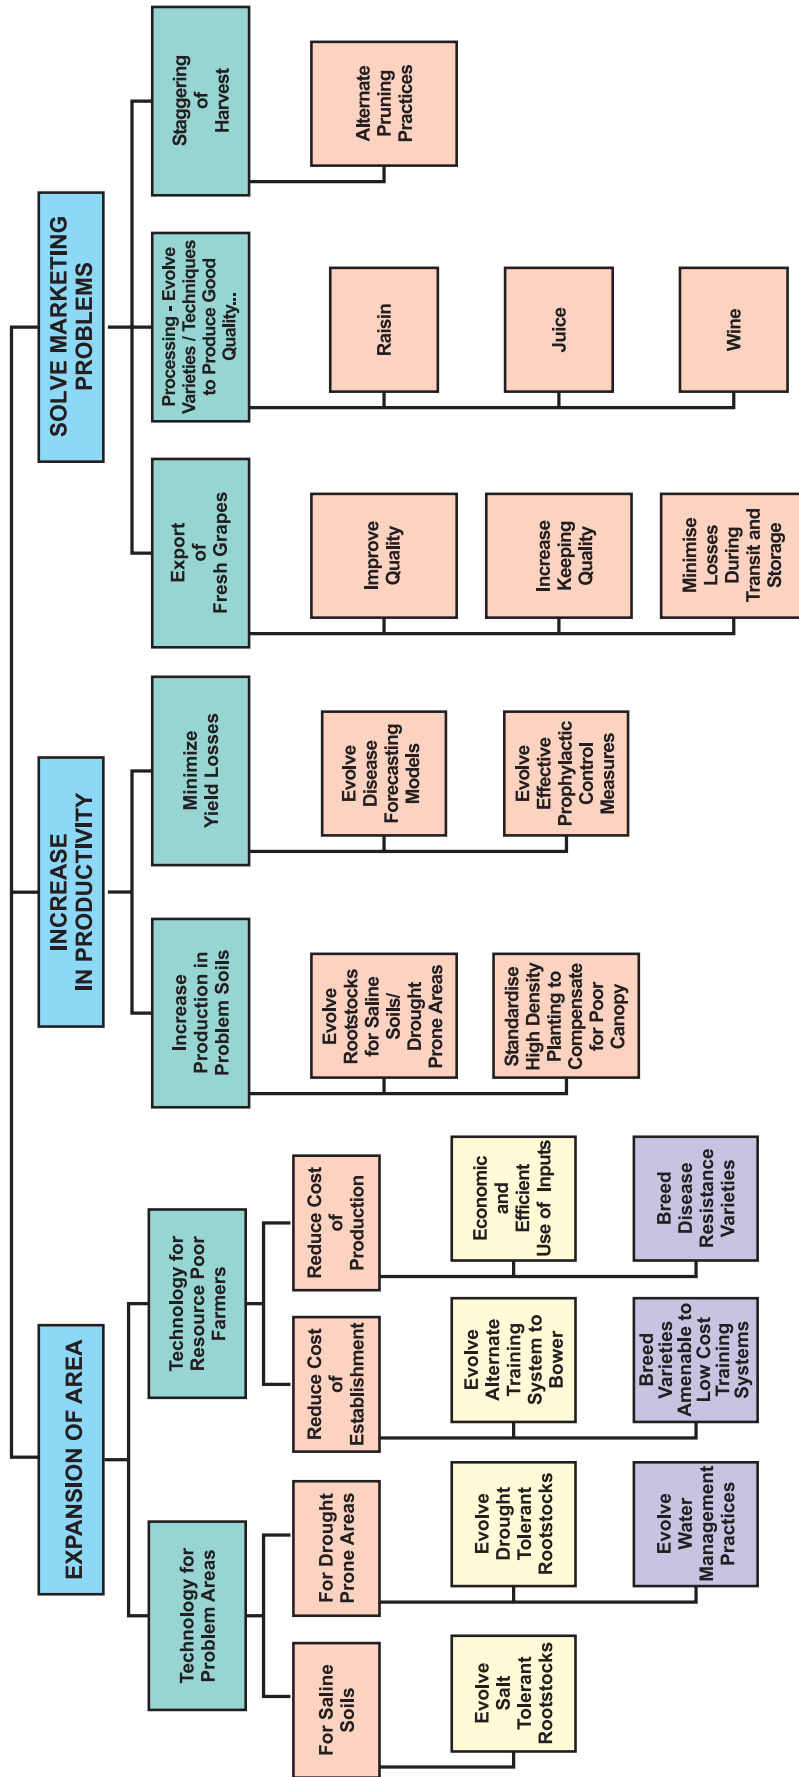 EXPANSION OF AREA
INCREASE
IN PRODUCTIVITY
SOLVE MARKETING
PROBLEMS
Technology for
Problem Areas
Technology for
Resource Poor
Farmers
Increase
Production in
Problem Soils
Minimize
Yield Losses
Export
of
Fresh Grapes
Processing - Evolve
Varieties / Techniques
to Produce Good
Quality...
Staggering
of
Harvest
For Saline
Soils
For Drought
Prone Areas
Reduce Cost
of
Establishment
Reduce Cost
of
Production
Evolve
Rootstocks
for Saline
Soils/
Drought
Prone Areas
Evolve
Disease
Forecasting
Models
Improve
Quality
Raisin
Alternate
Pruning
Practices
Evolve
Salt
Tolerant
Rootstocks
Evolve
Drought
Tolerant
Rootstocks
Evolve
Alternate
Training
System to
Bower
Economic
and
Efficient
Use of Inputs
Standardise
High Density
Planting to
Compensate
for Poor
Canopy
Evolve
Effective
Prophylactic
Control
Measures
Increase
Keeping
Quality
Juice
Evolve
Water
Management
Practices
Breed
Varieties
Amenable to
Low Cost
Training
Systems
Breed
Disease
Resistance
Varieties
Minimise
Losses
During
Transit and
Storage
Wine